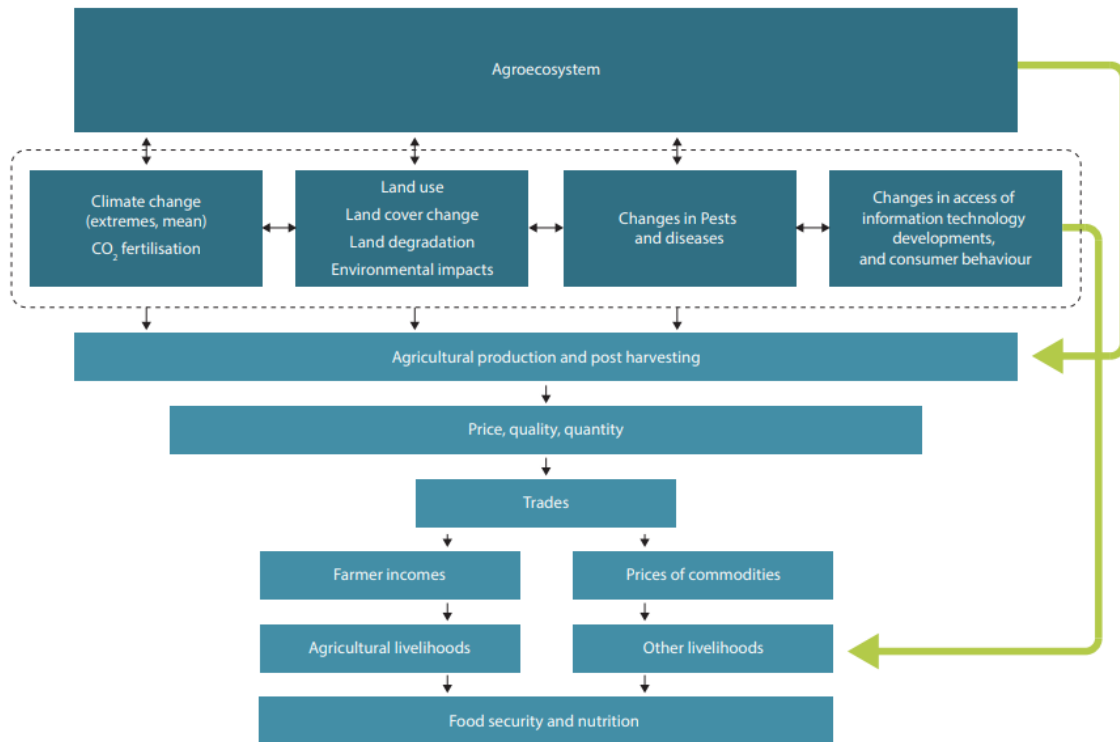 Agroecosystem
Climate change
(extremes, mean)
CO₂ fertilisation
Land use
Land cover change
Land degradation
Environmental impacts
Changes in Pests
and diseases
Changes in access of
information technology
developments,
and consumer behaviour
Agricultural production and post harvesting
Price, quality, quantity
Trades
Farmer incomes
Prices of commodities
Agricultural livelihoods
Other livelihoods
Food security and nutrition